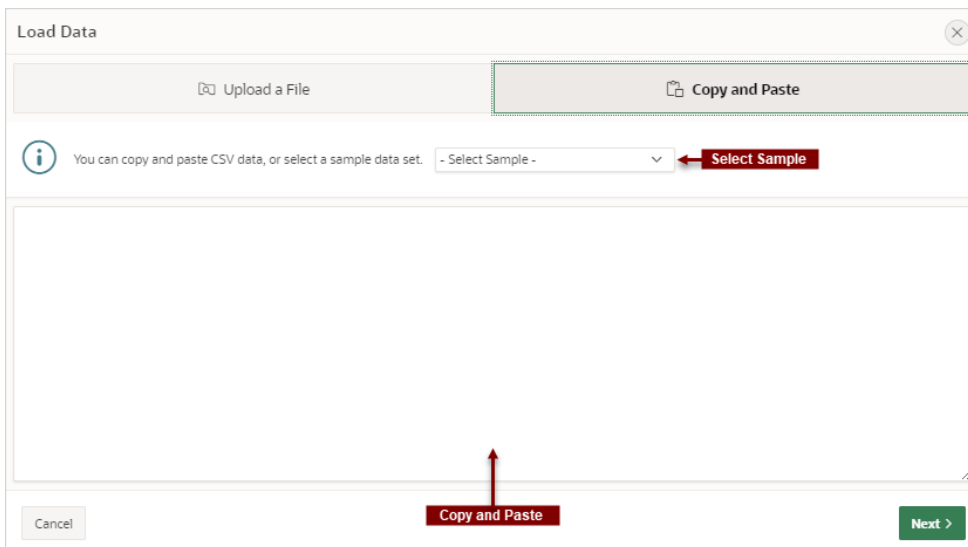 Load Data
Upload a File
Copy and Paste
You can copy and paste CSV data, or select a sample data set.
- Select Sample -
Select Sample
Copy and Paste
Cancel
Next >